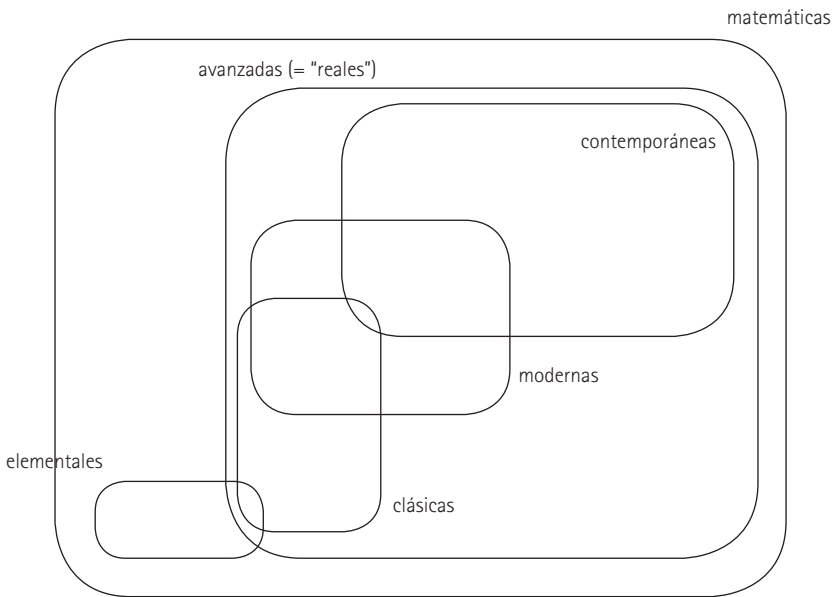 matemáticas
avanzadas (= “reales”)
contemporáneas
modernas
elementales
clásicas